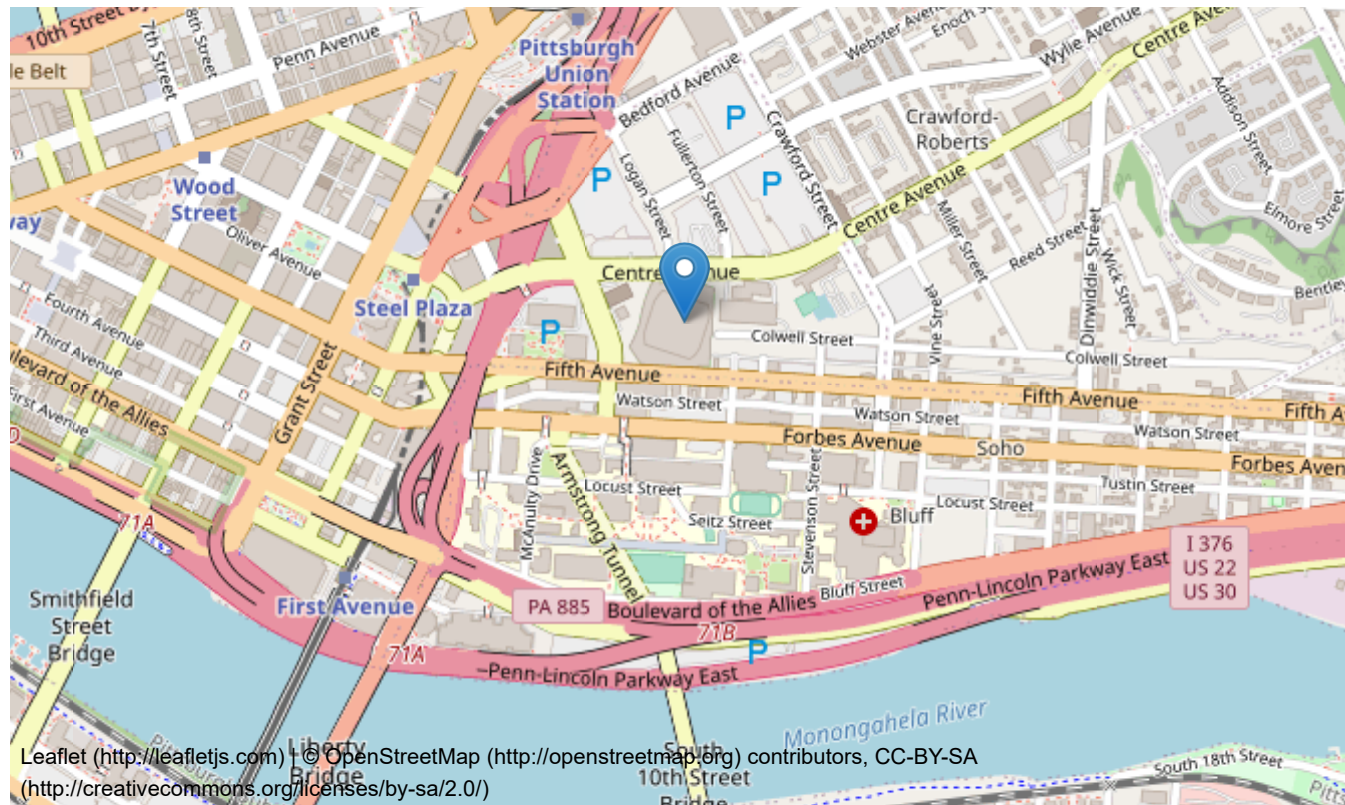 10th Street By
7th Street
8th Street
Penn Avenue
le Belt
Pittsburgh
Union
Station
Bedford Avenue
Webster Aven
Enoch St
Wylie Avenue
Centre Ave
Crawford-
Roberts
Addison Street
Elmore Street
Crawford Street
Fullerton Street
Logan Street
P
P
P
Wood
Street
way
Oliver Avenue
Centre Avenue
Miller Street
Reed Street
Dinwiddie Street
Wick Street
Bentley
Centre Avenue
Steel Plaza
P
Fourth Avenue
Third Avenue
First Avenue
ulevard of the Allies
Grant Street
Colwell Street
Vine Street
Colwell Street
Fifth Avenue
Fifth Avenue
Fifth A
Watson Street
Watson Street
Watson Street
Forbes Avenue
Soho
Forbes Aven
McAnulty Drive
Armstrong Tunnel
Locust Street
Stevenson Street
Locust Street
Tustin Street
Seitz Street
Bluff
71A
I 376
US 22
US 30
Bluff Street
Penn-Lincoln Parkway East
Smithfield
Street
Bridge
First Avenue
PA 885
Boulevard of the Allies
71B
71A
P
Penn-Lincoln Parkway East
Monongahela River
Liberty
Bridge
South
10th Street
Bridge
South 18th Street
Pitts
Leaflet (http://leafletjs.com) | © OpenStreetMap (http://openstreetmap.org) contributors, CC-BY-SA
(http://creativecommons.org/licenses/by-sa/2.0/)